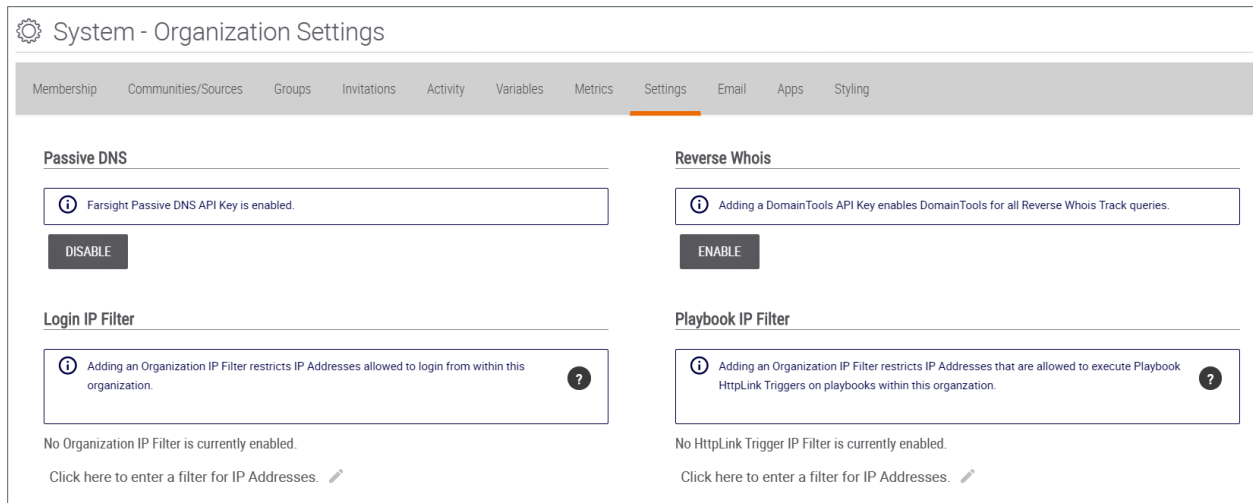 System - Organization Settings
Membership Communities/Sources Groups Invitations Activity Variables Metrics Settings Email Apps Styling
Passive DNS
Farsight Passive DNS API Key is enabled.
DISABLE
Reverse Whois
Adding a DomainTools API Key enables DomainTools for all Reverse Whois Track queries.
ENABLE
Login IP Filter
Adding an Organization IP Filter restricts IP Addresses allowed to login from within this
organization.
?
No Organization IP Filter is currently enabled.
Click here to enter a filter for IP Addresses.
Playbook IP Filter
Adding an Organization IP Filter restricts IP Addresses that are allowed to execute Playbook
HttpLink Triggers on playbooks within this organzation.
?
No HttpLink Trigger IP Filter is currently enabled.
Click here to enter a filter for IP Addresses.